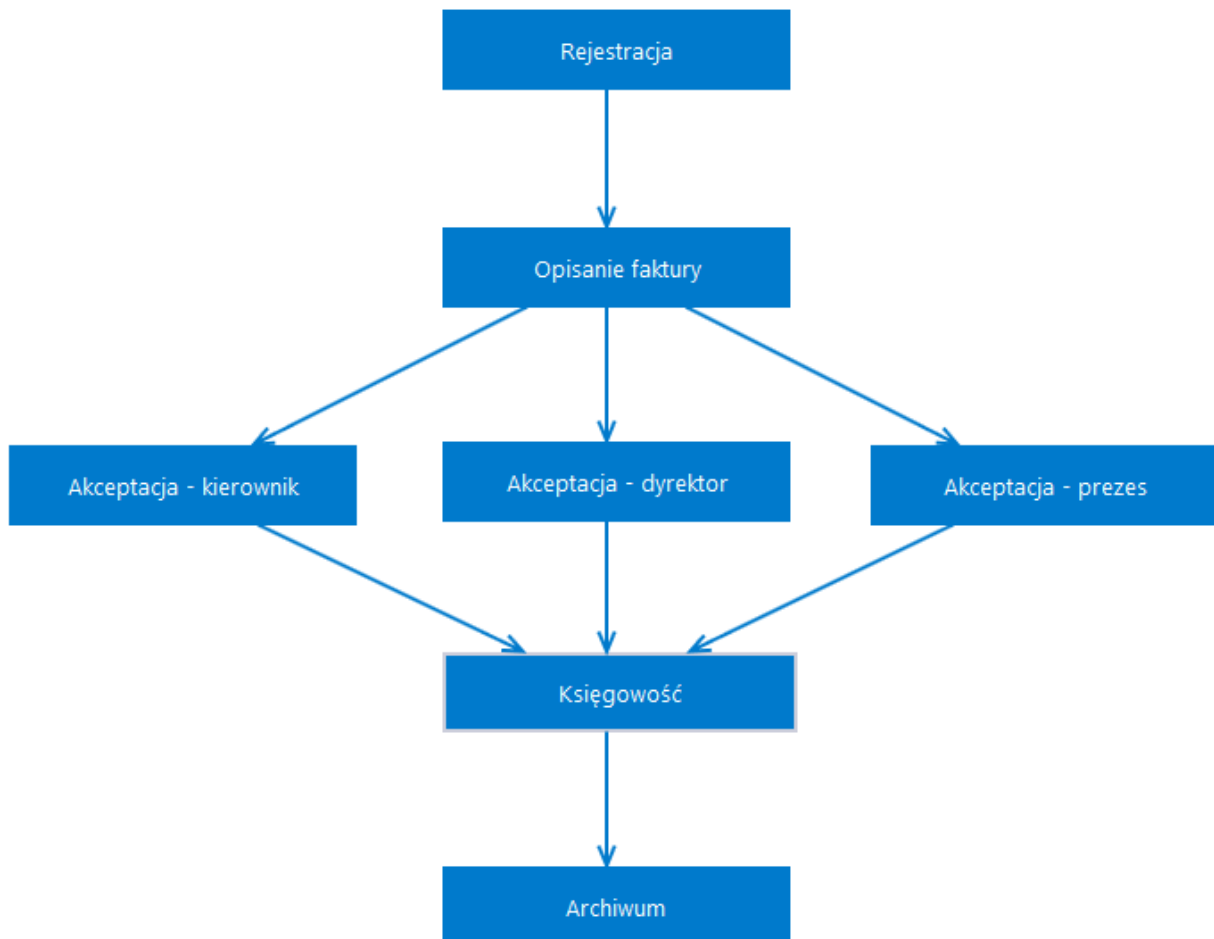 Rejestracja
Opisanie faktury
Akceptacja - kierownik
Akceptacja - dyrektor
Akceptacja - prezes
Księgowość
Archiwum